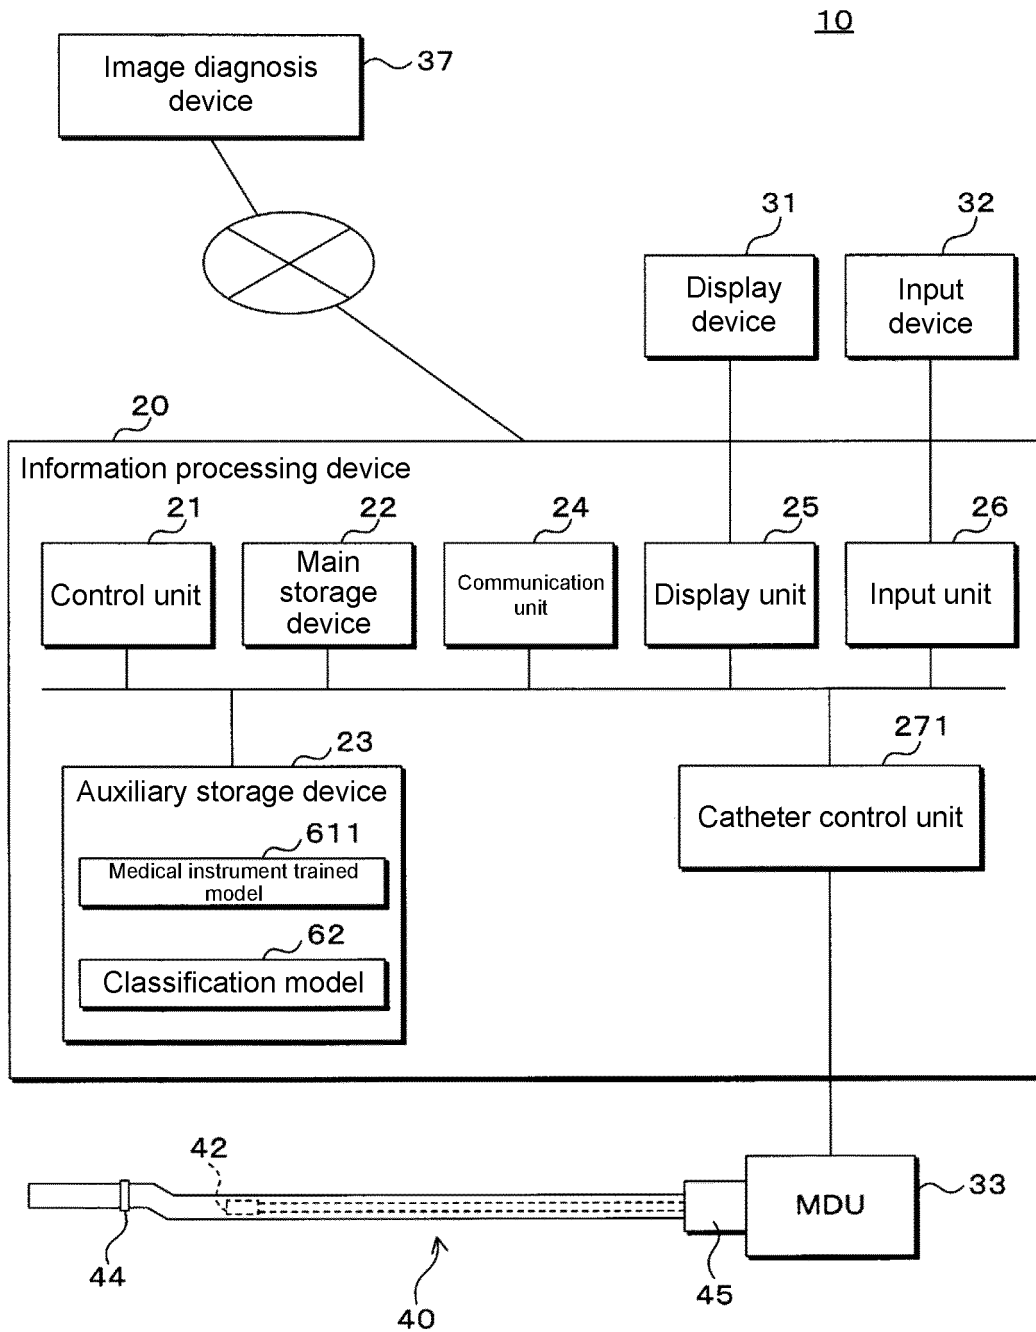 10
Image diagnosis
device
37
31
32
Display
device
Input
device
20
Information processing device
21
22
24
25
26
Control unit
Main
storage
device
Communication
unit
Display unit
Input unit
23
271
Auxiliary storage device
Catheter control unit
611
Medical instrument trained
model
62
Classification model
42
MDU
33
44
45
40